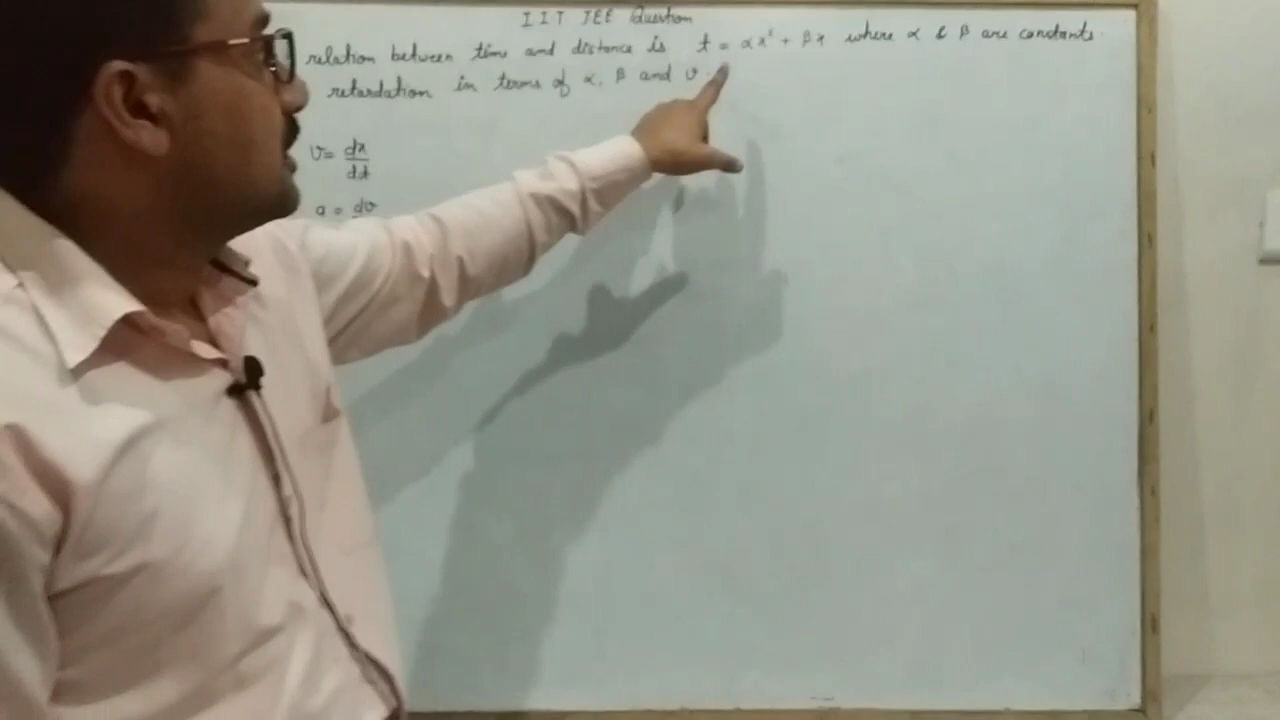 IIT JEE Question
relation between time and distance is t = αx² + βx where α & β are constants.
retardation in terms of α, β and v.
v = dx/dt
a = dv